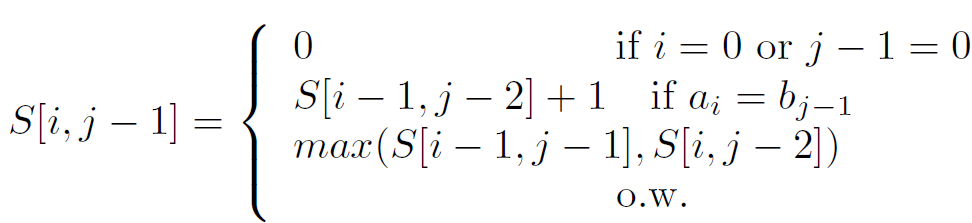 S[i, j − 1] = { 0 if i = 0 or j − 1 = 0
S[i − 1, j − 2] + 1 if a_i = b_{j−1}
max(S[i − 1, j − 1], S[i, j − 2])
o.w.